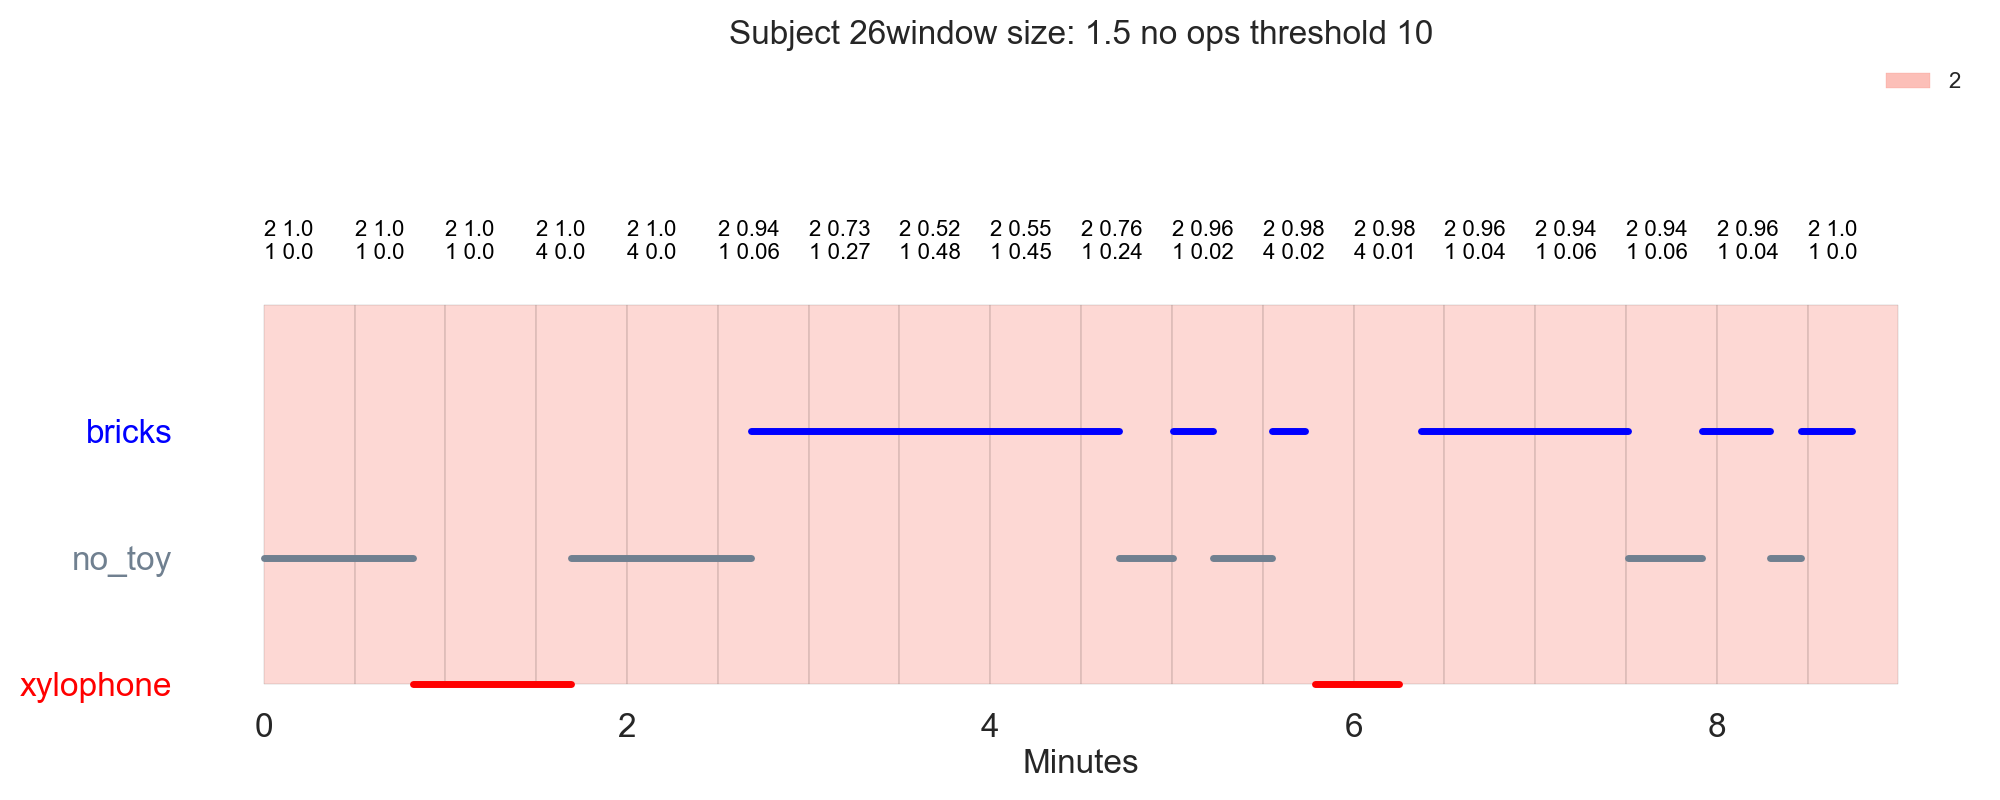 Subject 26window size: 1.5 no ops threshold 10
2
2 1.0 2 1.0 2 1.0 2 1.0 2 1.0 2 0.94 2 0.73 2 0.52 2 0.55 2 0.76 2 0.96 2 0.98 2 0.98 2 0.96 2 0.94 2 0.94 2 0.96 2 1.0
1 0.0 1 0.0 1 0.0 4 0.0 4 0.0 1 0.06 1 0.27 1 0.48 1 0.45 1 0.24 1 0.02 4 0.02 4 0.01 1 0.04 1 0.06 1 0.06 1 0.04 1 0.0
bricks
no_toy
xylophone
0 2 4 6 8
Minutes